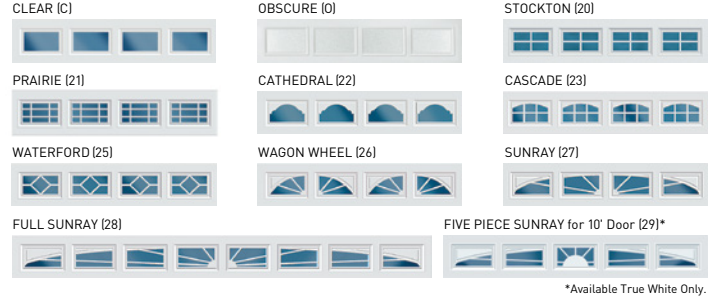 CLEAR (C)
OBSCURE (O)
STOCKTON (20)
PRAIRIE (21)
CATHEDRAL (22)
CASCADE (23)
WATERFORD (25)
WAGON WHEEL (26)
SUNRAY (27)
FULL SUNRAY (28)
FIVE PIECE SUNRAY for 10' Door (29)*
*Available True White Only.